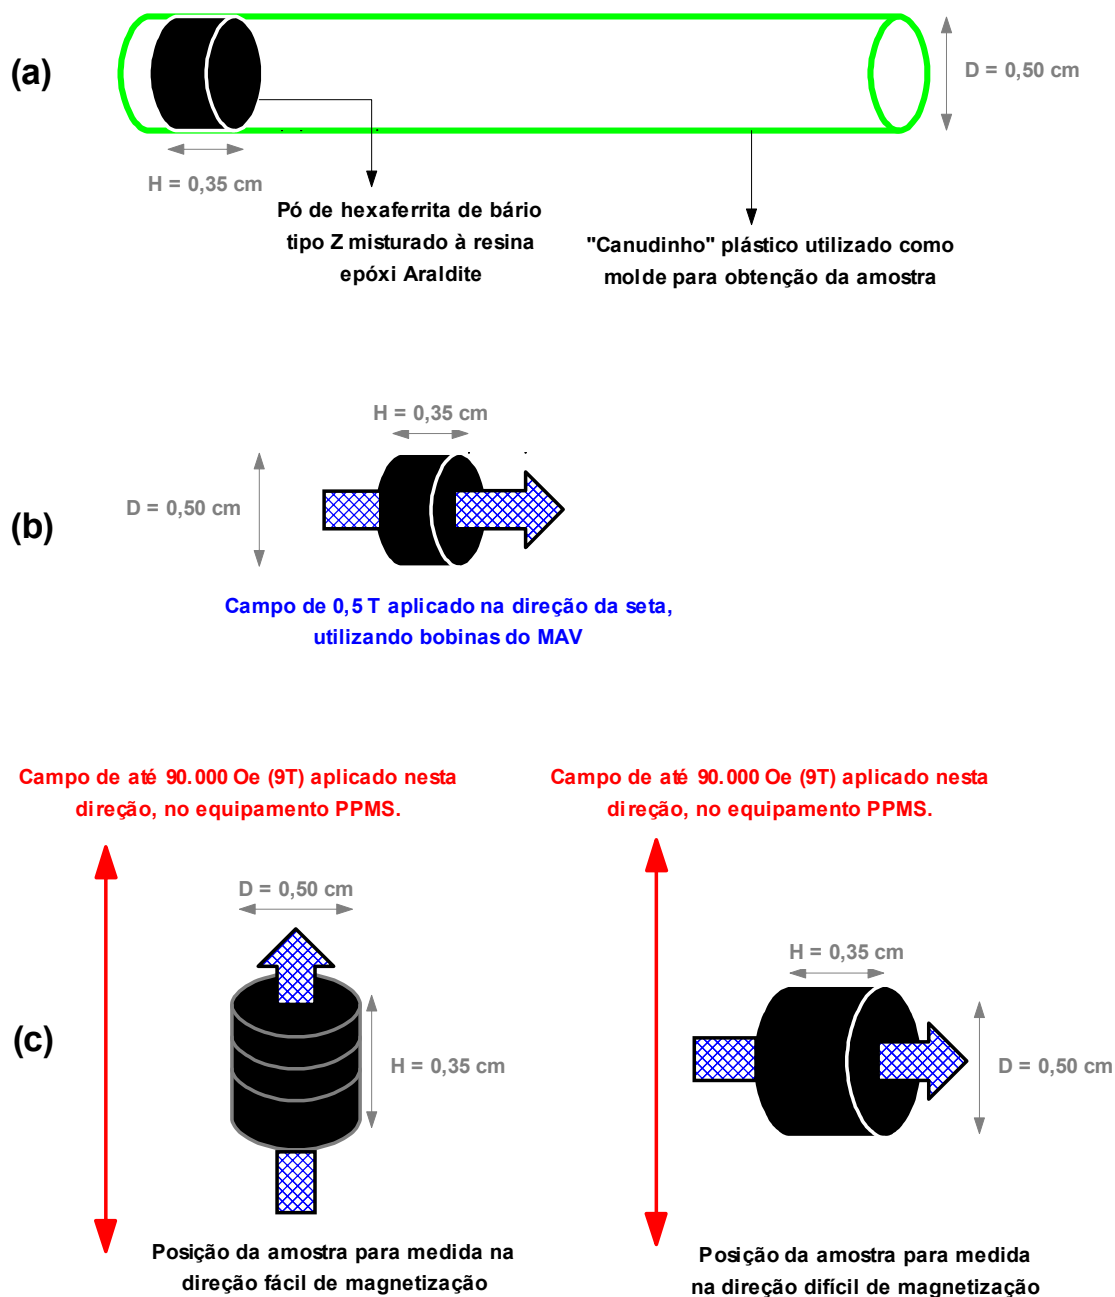 (a)
D = 0,50 cm
H = 0,35 cm
Pó de hexaferrita de bário
tipo Z misturado à resina
epóxi Araldite
"Canudinho" plástico utilizado como
molde para obtenção da amostra
(b)
H = 0,35 cm
D = 0,50 cm
Campo de 0,5 T aplicado na direção da seta,
utilizando bobinas do MAV
(c)
Campo de até 90.000 Oe (9T) aplicado nesta
direção, no equipamento PPMS.
D = 0,50 cm
H = 0,35 cm
Posição da amostra para medida na
direção fácil de magnetização
Campo de até 90.000 Oe (9T) aplicado nesta
direção, no equipamento PPMS.
H = 0,35 cm
D = 0,50 cm
Posição da amostra para medida
na direção difícil de magnetização